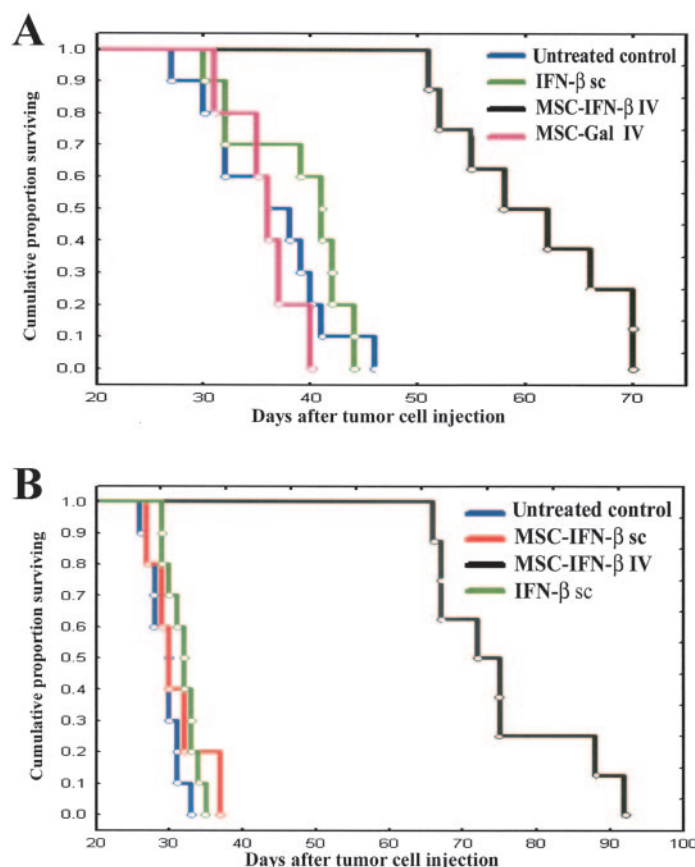 A
Cumulative proportion surviving
1.0
0.9
0.8
0.7
0.6
0.5
0.4
0.3
0.2
0.1
0.0
Untreated control
IFN-β sc
MSC-IFN-β IV
MSC-Gal IV
20 30 40 50 60 70
Days after tumor cell injection
B
Cumulative proportion surviving
1.0
0.9
0.8
0.7
0.6
0.5
0.4
0.3
0.2
0.1
0.0
Untreated control
MSC-IFN-β sc
MSC-IFN-β IV
IFN-β sc
20 30 40 50 60 70 80 90 100
Days after tumor cell injection